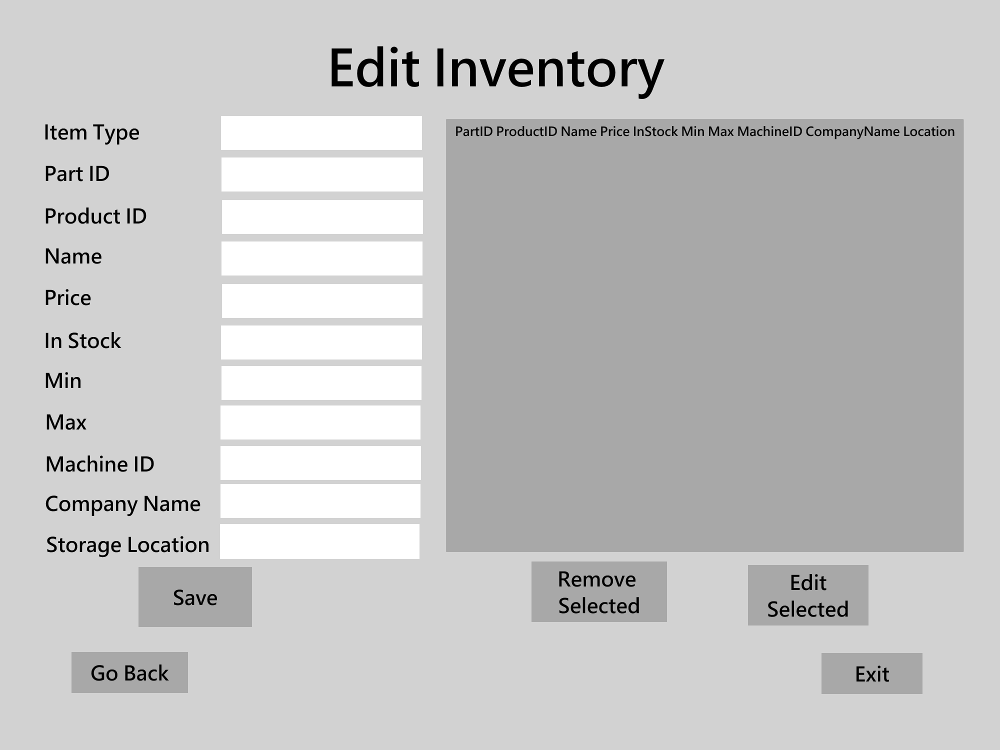 Edit Inventory
Item Type
Part ID
Product ID
Name
Price
In Stock
Min
Max
Machine ID
Company Name
Storage Location
PartID ProductID Name Price InStock Min Max MachineID CompanyName Location
Save
Remove
Selected
Edit
Selected
Go Back
Exit